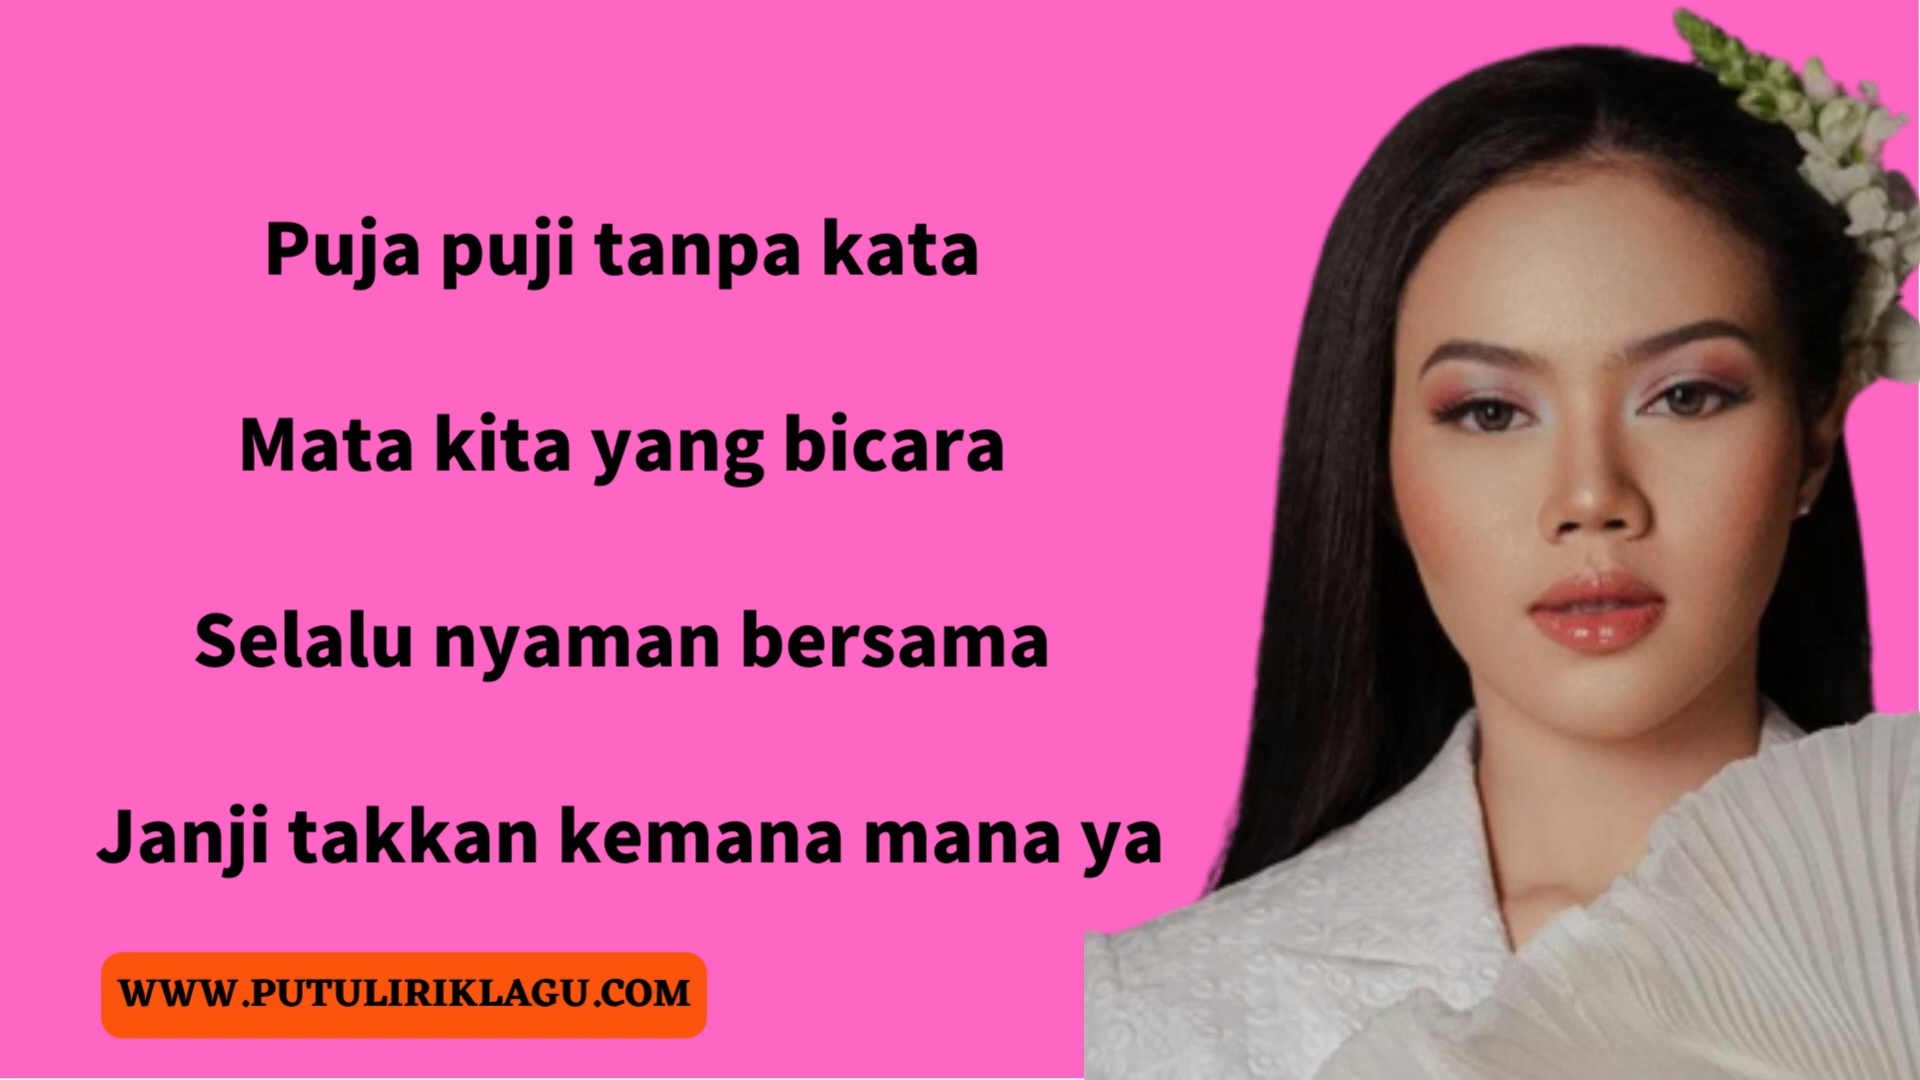 Puja puji tanpa kata
Mata kita yang bicara
Selalu nyaman bersama
Janji takkan kemana mana ya
WWW.PUTULIRIKLAGU.COM